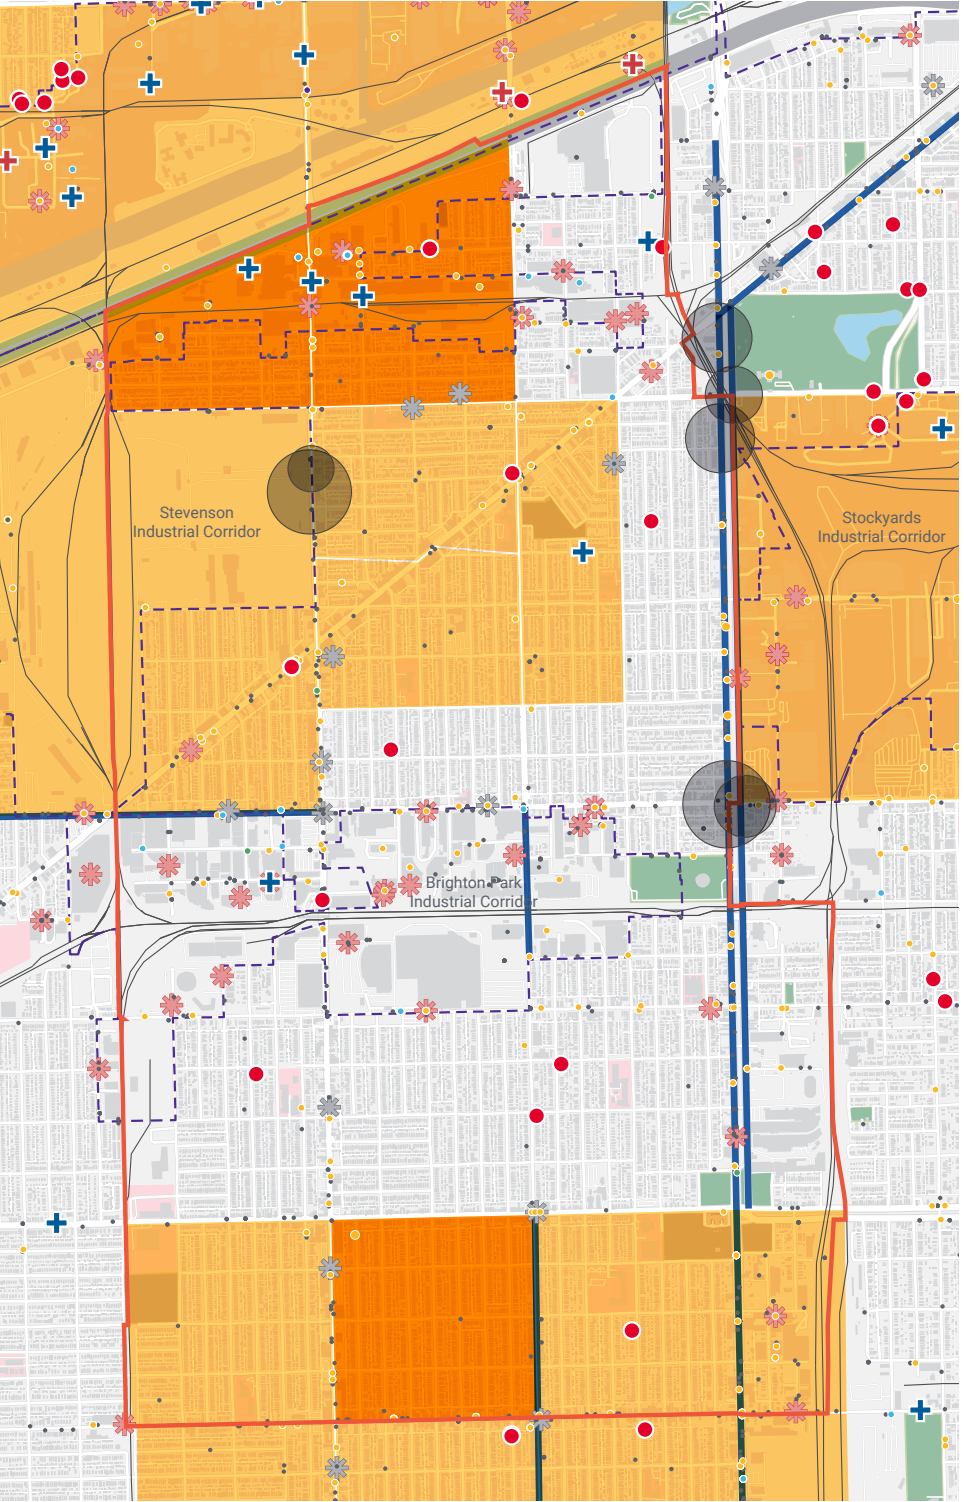 Stevenson
Industrial Corridor
Stockyards
Industrial Corridor
Brighton Park
Industrial Corridor